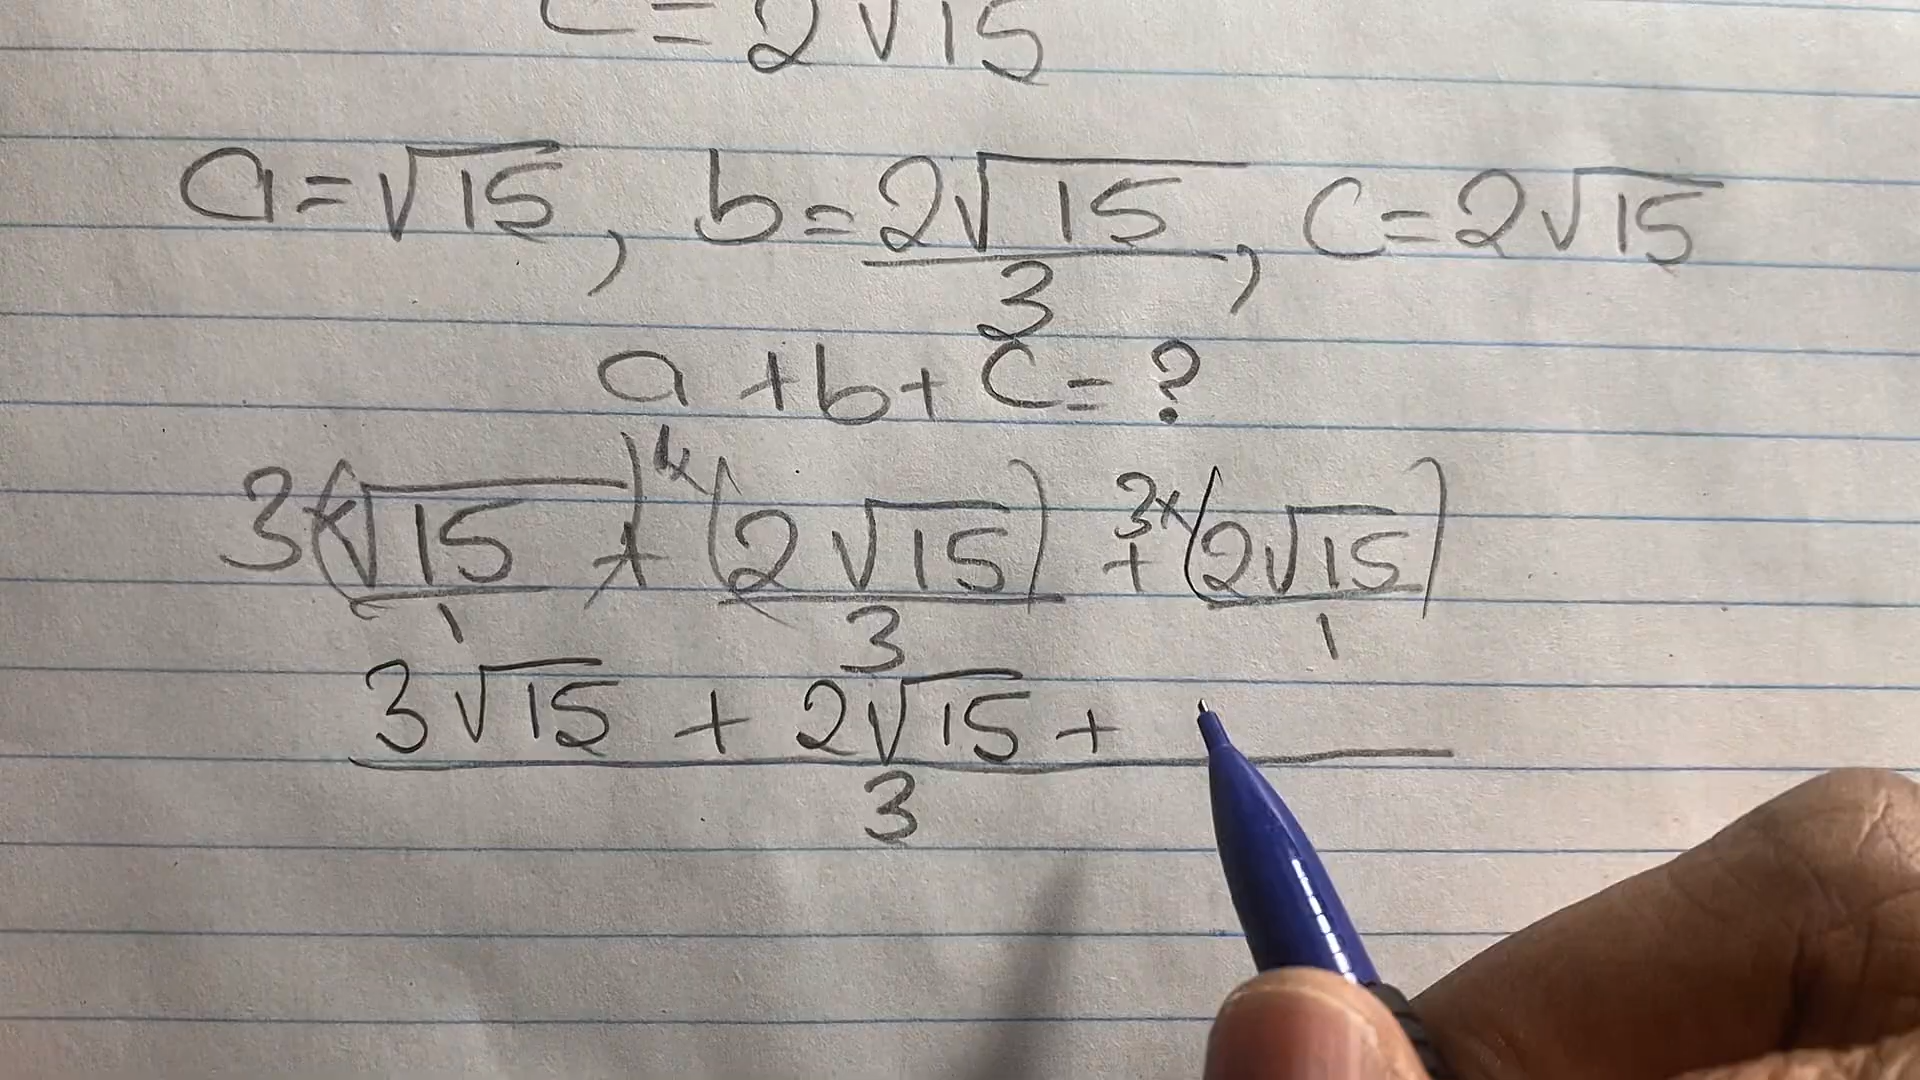 c = 2√15
a = √15, b = 2√15/3, c = 2√15
a + b + c = ?
3×(√15/1) + 1×(2√15/3) + 3×(2√15/1)
3√15 + 2√15 +
3